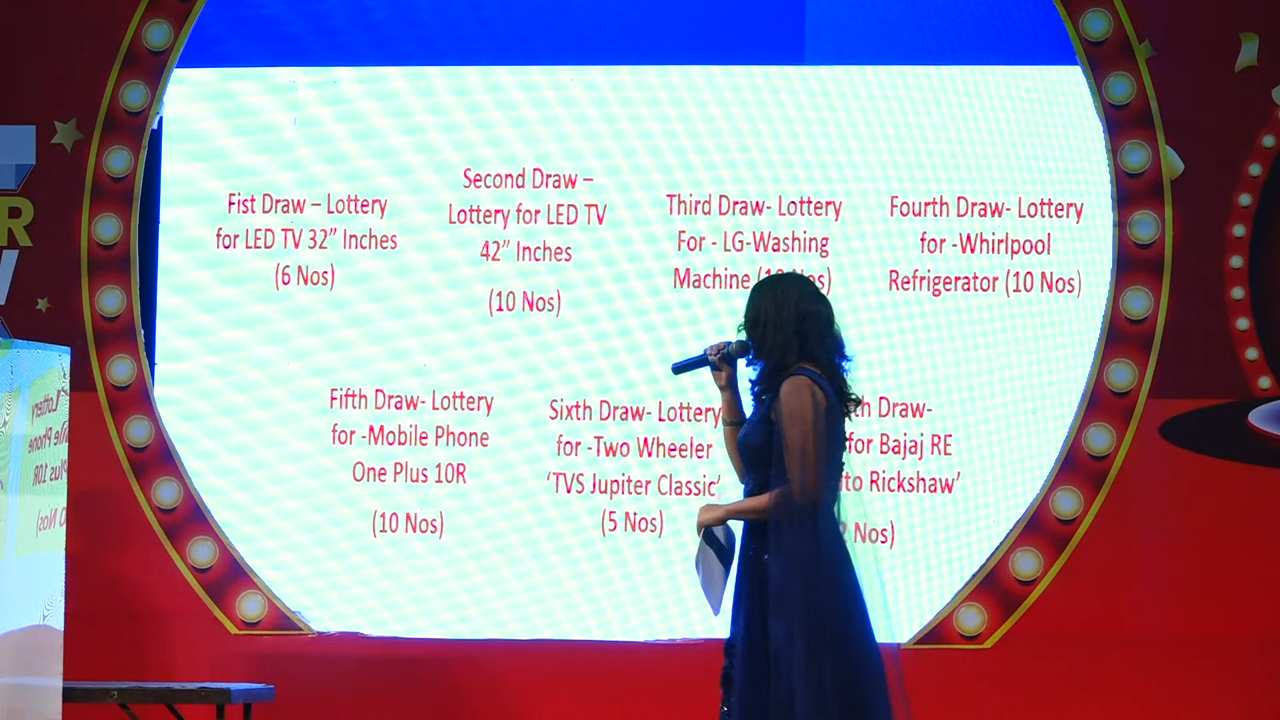 Fist Draw – Lottery
for LED TV 32” Inches
(6 Nos)
Second Draw –
Lottery for LED TV
42” Inches
(10 Nos)
Third Draw- Lottery
For - LG-Washing
Machine (10 Nos)
Fourth Draw- Lottery
for -Whirlpool
Refrigerator (10 Nos)
Fifth Draw- Lottery
for -Mobile Phone
One Plus 10R
(10 Nos)
Sixth Draw- Lottery
for -Two Wheeler
‘TVS Jupiter Classic’
(5 Nos)
Draw-
for Bajaj RE
Rickshaw’
Nos)